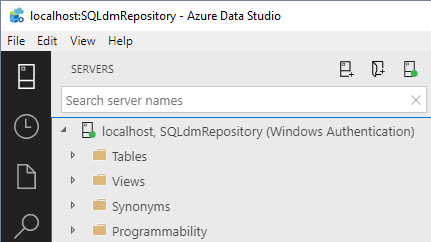 localhost:SQLdmRepository - Azure Data Studio
File Edit View Help
SERVERS
Search server names
localhost, SQLdmRepository (Windows Authentication)
Tables
Views
Synonyms
Programmability